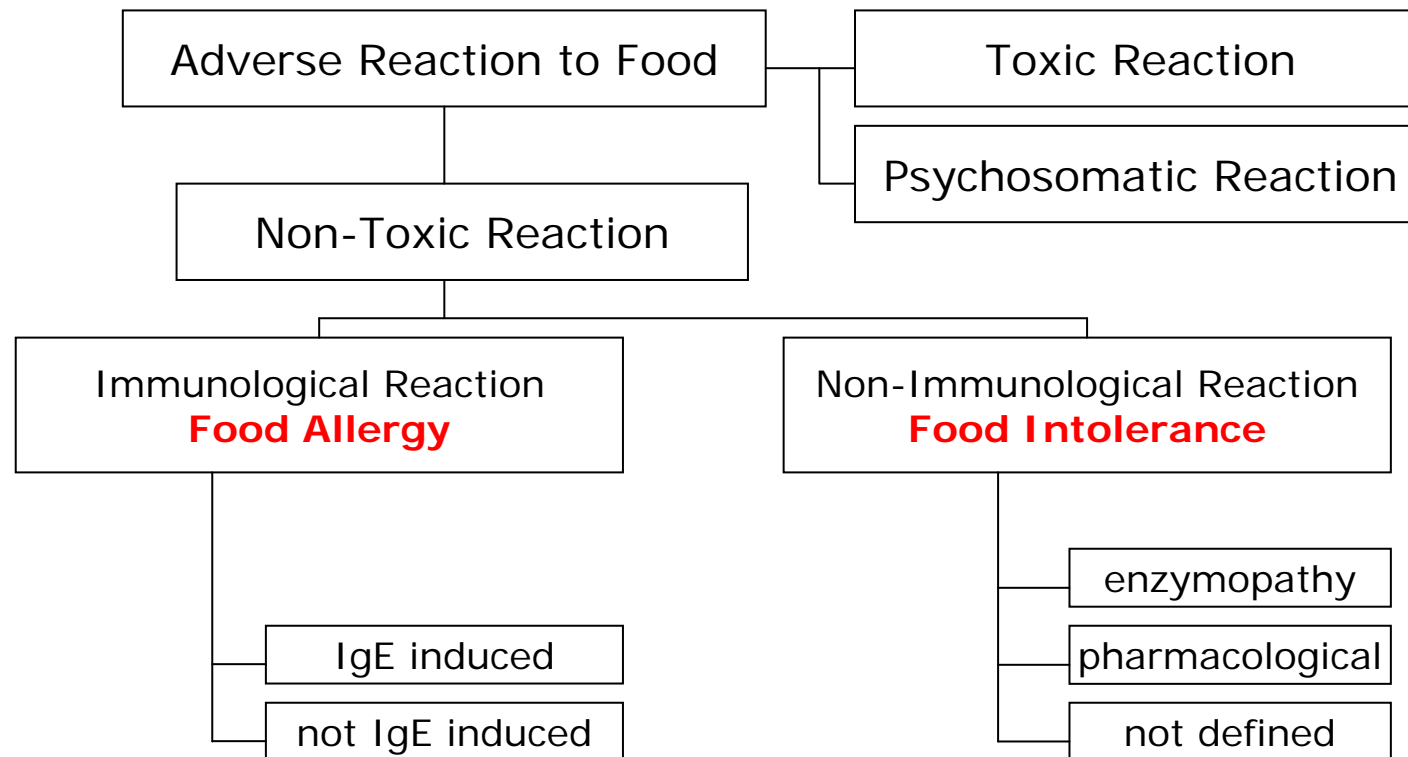 Adverse Reaction to Food
Toxic Reaction
Psychosomatic Reaction
Non-Toxic Reaction
Immunological Reaction
Food Allergy
Non-Immunological Reaction
Food Intolerance
IgE induced
not IgE induced
enzymopathy
pharmacological
not defined